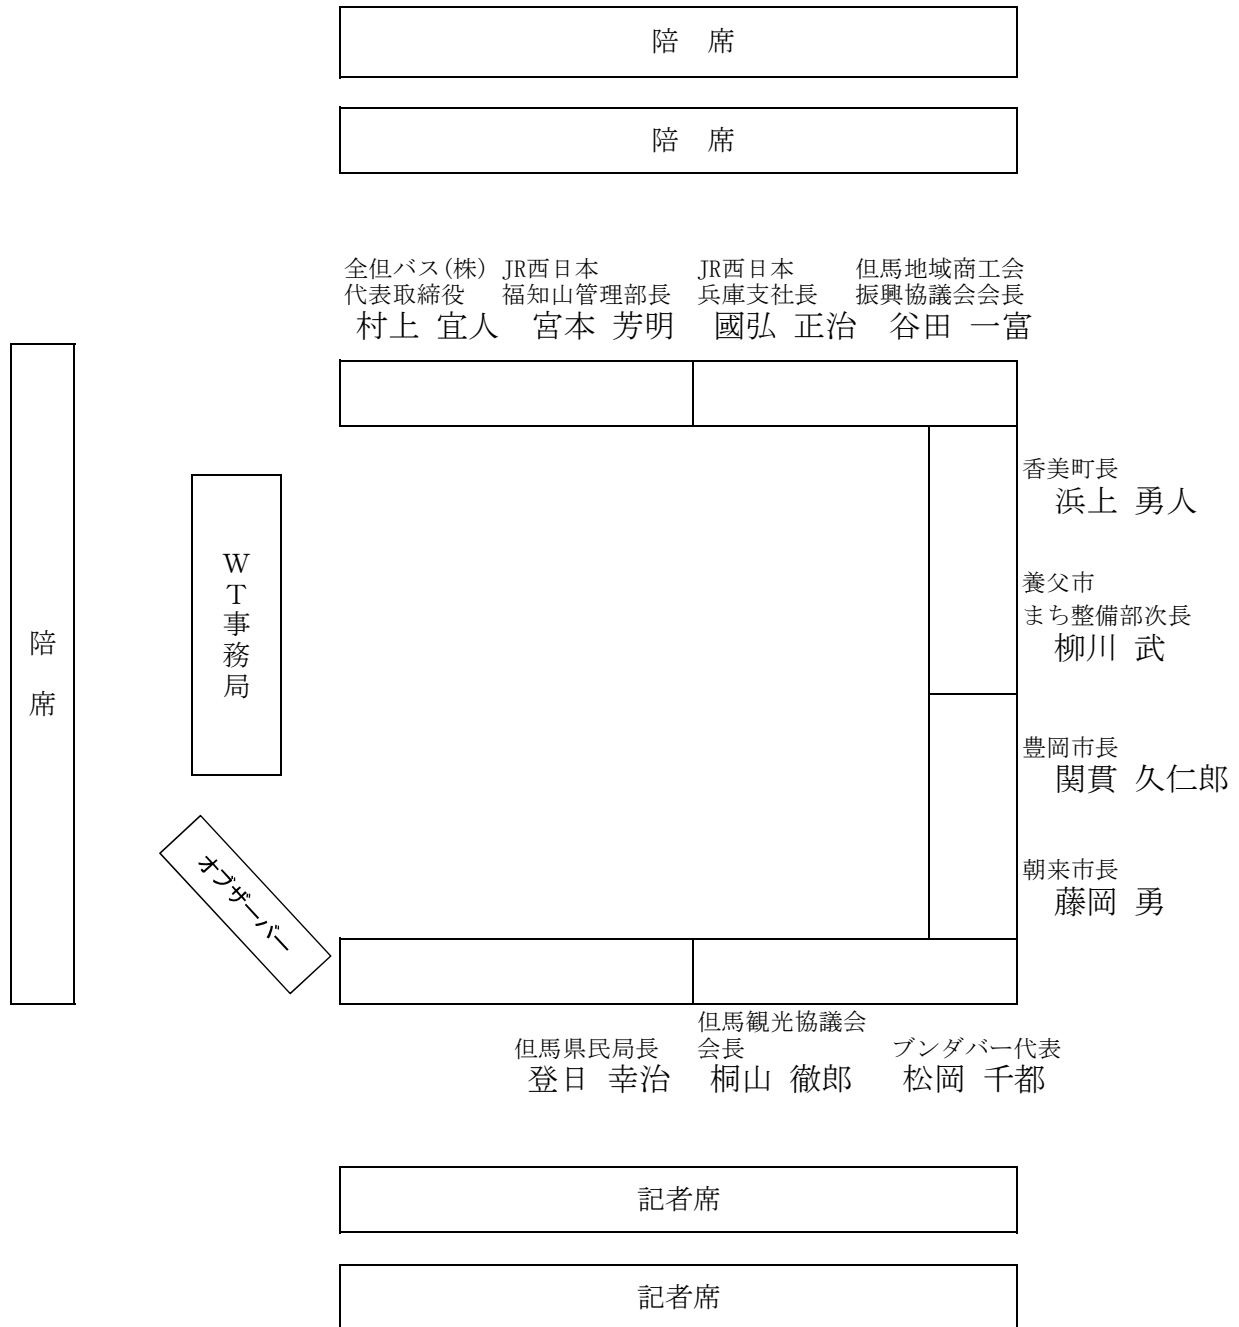 陪　席
陪　席
全但バス(株)
代表取締役
村上 宜人
JR西日本
福知山管理部長
宮本 芳明
JR西日本
兵庫支社長
國弘 正治
但馬地域商工会
振興協議会会長
谷田 一富
香美町長
浜上 勇人
養父市
まち整備部次長
柳川 武
豊岡市長
関貫 久仁郎
朝来市長
藤岡 勇
陪　席
ＷＴ事務局
オブザーバー
但馬県民局長
登日 幸治
但馬観光協議会
会長
桐山 徹郎
ブンダバー代表
松岡 千都
記者席
記者席